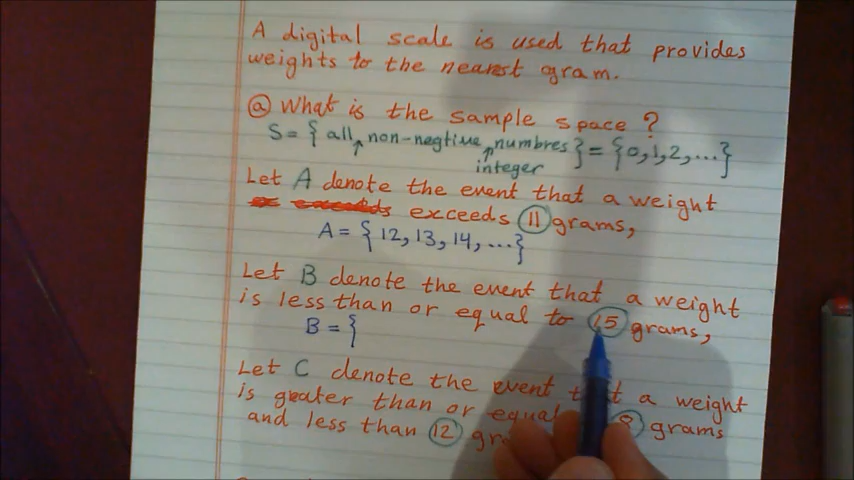 A digital scale is used that provides
weights to the nearest gram.
ⓐ What is the sample space ?
S = { all non-negtive numbres } = {0, 1, 2, ...}
integer
Let A denote the event that a weight
exceeds 11 grams,
A = { 12, 13, 14, ...}
Let B denote the event that a weight
is less than or equal to 15 grams,
B = {
Let C denote the event that a weight
is greater than or equal 8 grams
and less than 12 gr